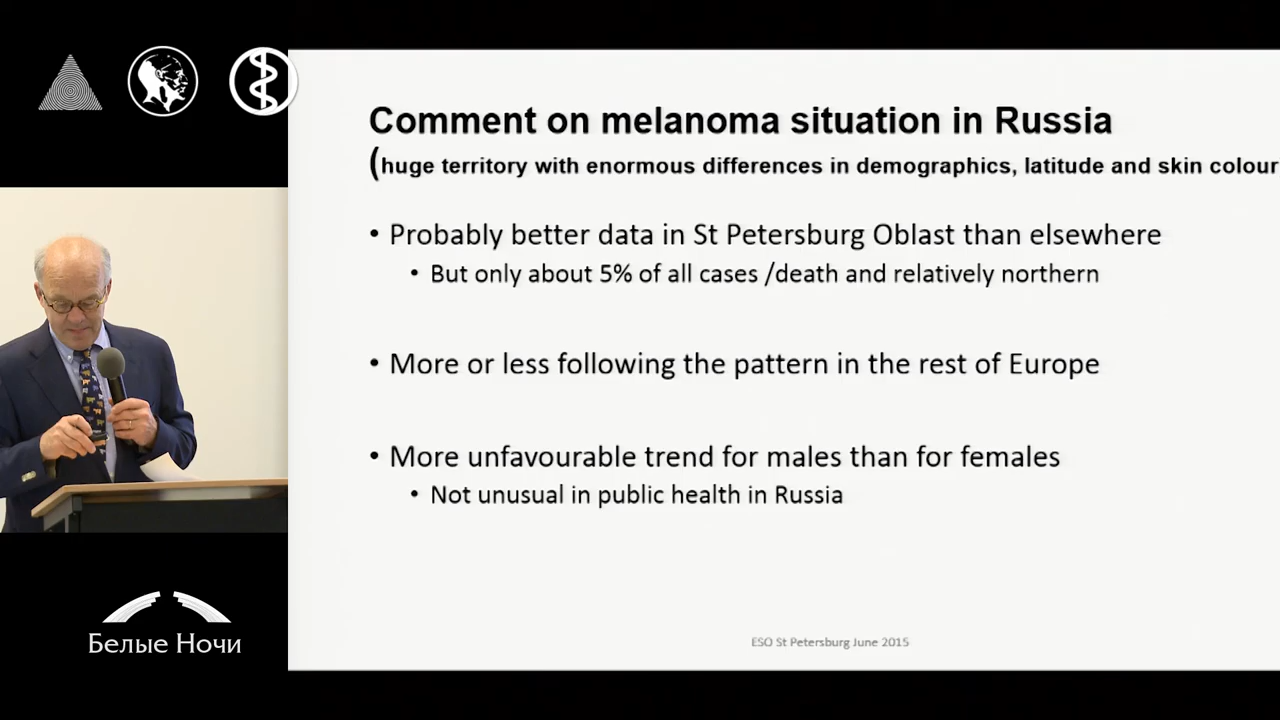 Comment on melanoma situation in Russia
(huge territory with enormous differences in demographics, latitude and skin colour
• Probably better data in St Petersburg Oblast than elsewhere
• But only about 5% of all cases /death and relatively northern
• More or less following the pattern in the rest of Europe
• More unfavourable trend for males than for females
• Not unusual in public health in Russia
ESO St Petersburg June 2015
Белые Ночи